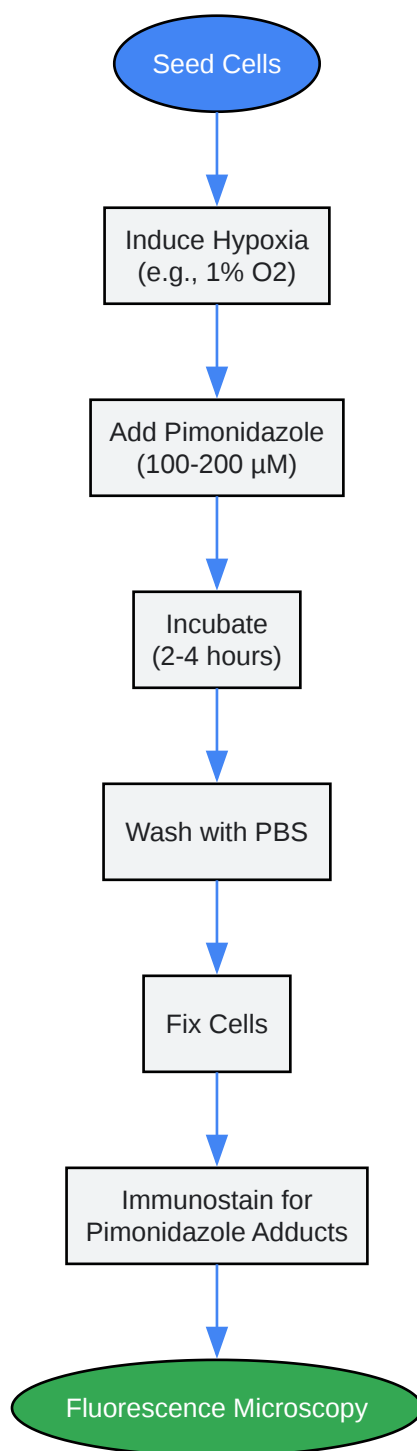 Seed Cells
Induce Hypoxia
(e.g., 1% O2)
Add Pimonidazole
(100-200 µM)
Incubate
(2-4 hours)
Wash with PBS
Fix Cells
Immunostain for
Pimonidazole Adducts
Fluorescence Microscopy